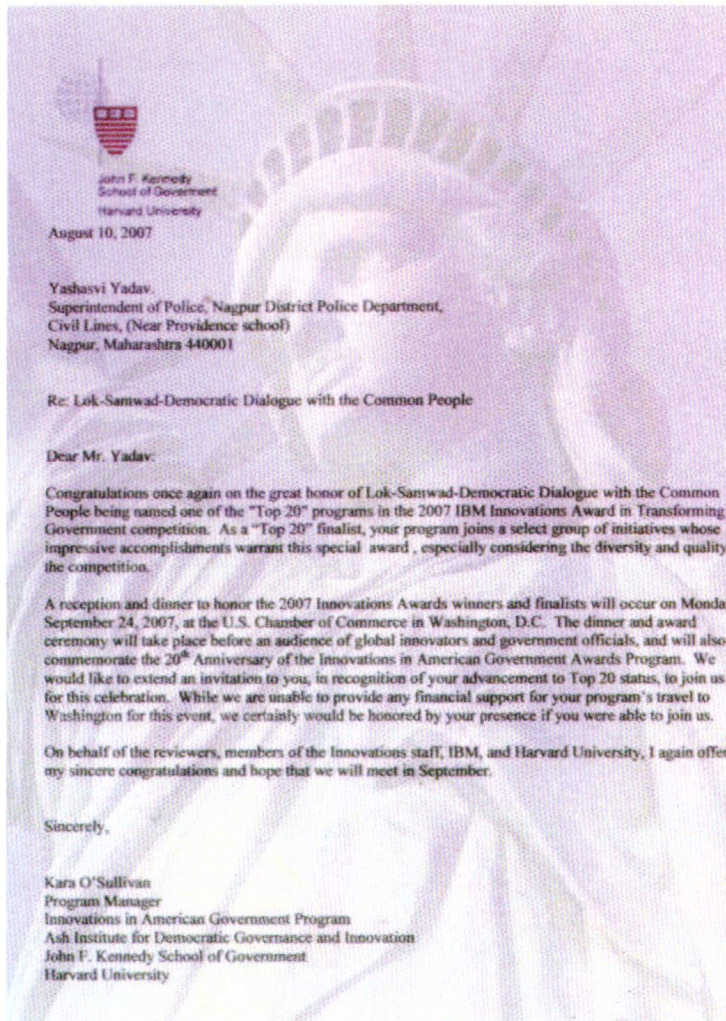 John F. Kennedy
School of Goverment
Harvard University
August 10, 2007
Yashasvi Yadav.
Superintendent of Police, Nagpur District Police Department,
Civil Lines, (Near Providence school)
Nagpur, Maharashtra 440001
Re: Lok-Samwad-Democratic Dialogue with the Common People
Dear Mr. Yadav:
Congratulations once again on the great honor of Lok-Samwad-Democratic Dialogue with the Common
People being named one of the "Top 20" programs in the 2007 IBM Innovations Award in Transforming
Government competition. As a "Top 20" finalist, your program joins a select group of initiatives whose
impressive accomplishments warrant this special award , especially considering the diversity and quality
the competition.
A reception and dinner to honor the 2007 Innovations Awards winners and finalists will occur on Monda
September 24, 2007, at the U.S. Chamber of Commerce in Washington, D.C. The dinner and award
ceremony will take place before an audience of global innovators and government officials, and will also
commemorate the 20th Anniversary of the Innovations in American Government Awards Program. We
would like to extend an invitation to you, in recognition of your advancement to Top 20 status, to join us
for this celebration. While we are unable to provide any financial support for your program's travel to
Washington for this event, we certainly would be honored by your presence if you were able to join us.
On behalf of the reviewers, members of the Innovations staff, IBM, and Harvard University, I again offer
my sincere congratulations and hope that we will meet in September.
Sincerely,
Kara O'Sullivan
Program Manager
Innovations in American Government Program
Ash Institute for Democratic Governance and Innovation
John F. Kennedy School of Government
Harvard University